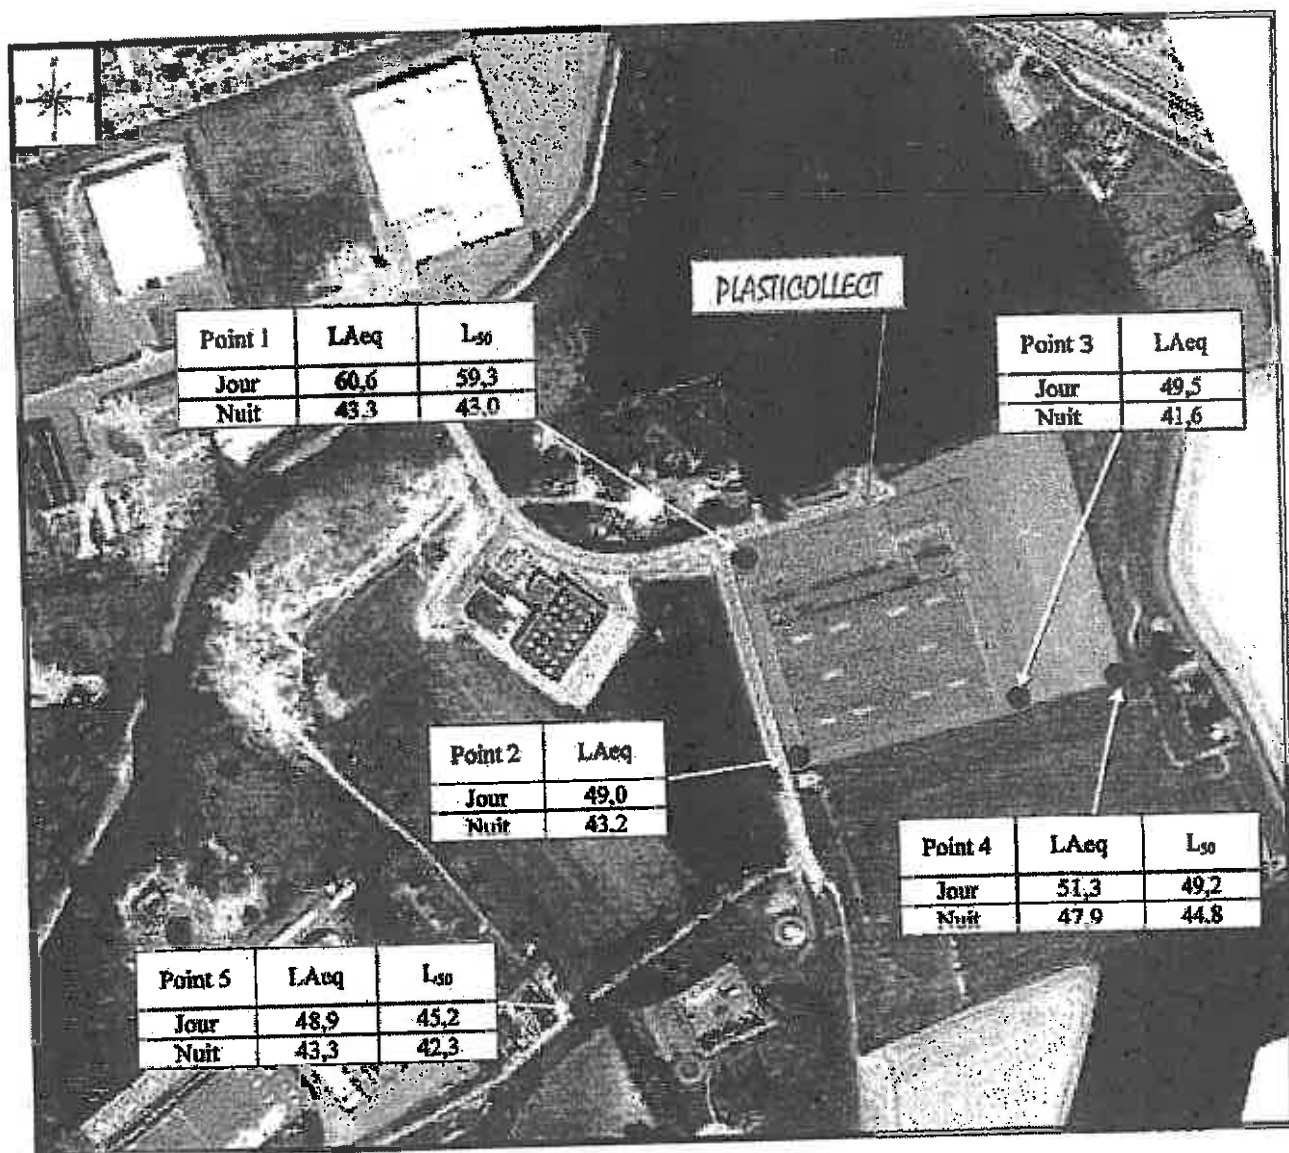 PLASTICOLLECT
Point 1 LAeq L50
Jour 60,6 59,3
Nuit 43,3 43,0
Point 3 LAeq
Jour 49,5
Nuit 41,6
Point 2 LAeq
Jour 49,0
Nuit 43,2
Point 4 LAeq L50
Jour 51,3 49,2
Nuit 47,9 44,8
Point 5 LAeq L50
Jour 48,9 45,2
Nuit 43,3 42,3